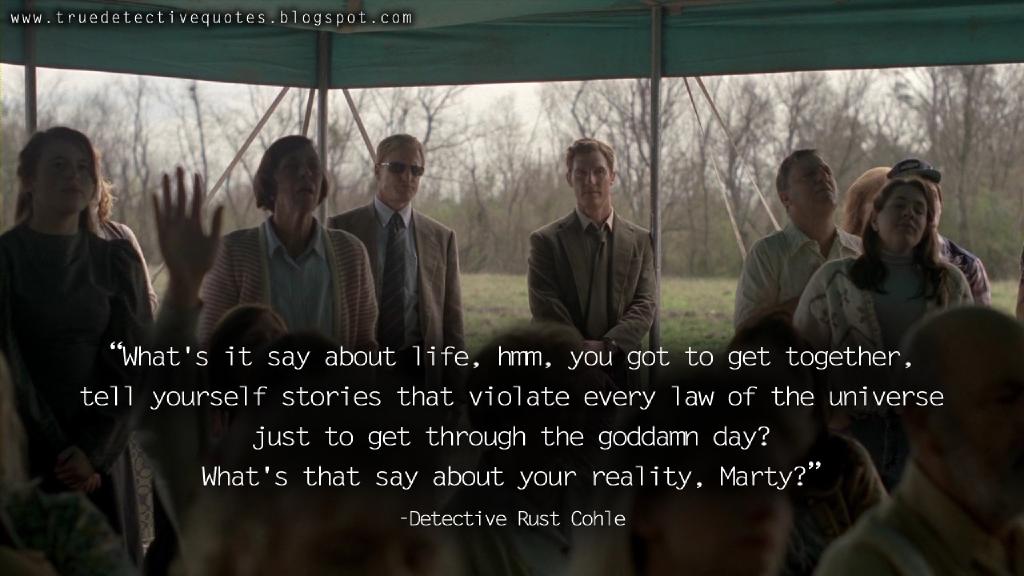 www.truedetectivequotes.blogspot.com
“What's it say about life, hmm, you got to get together,
tell yourself stories that violate every law of the universe
just to get through the goddamn day?
What's that say about your reality, Marty?”
-Detective Rust Cohle